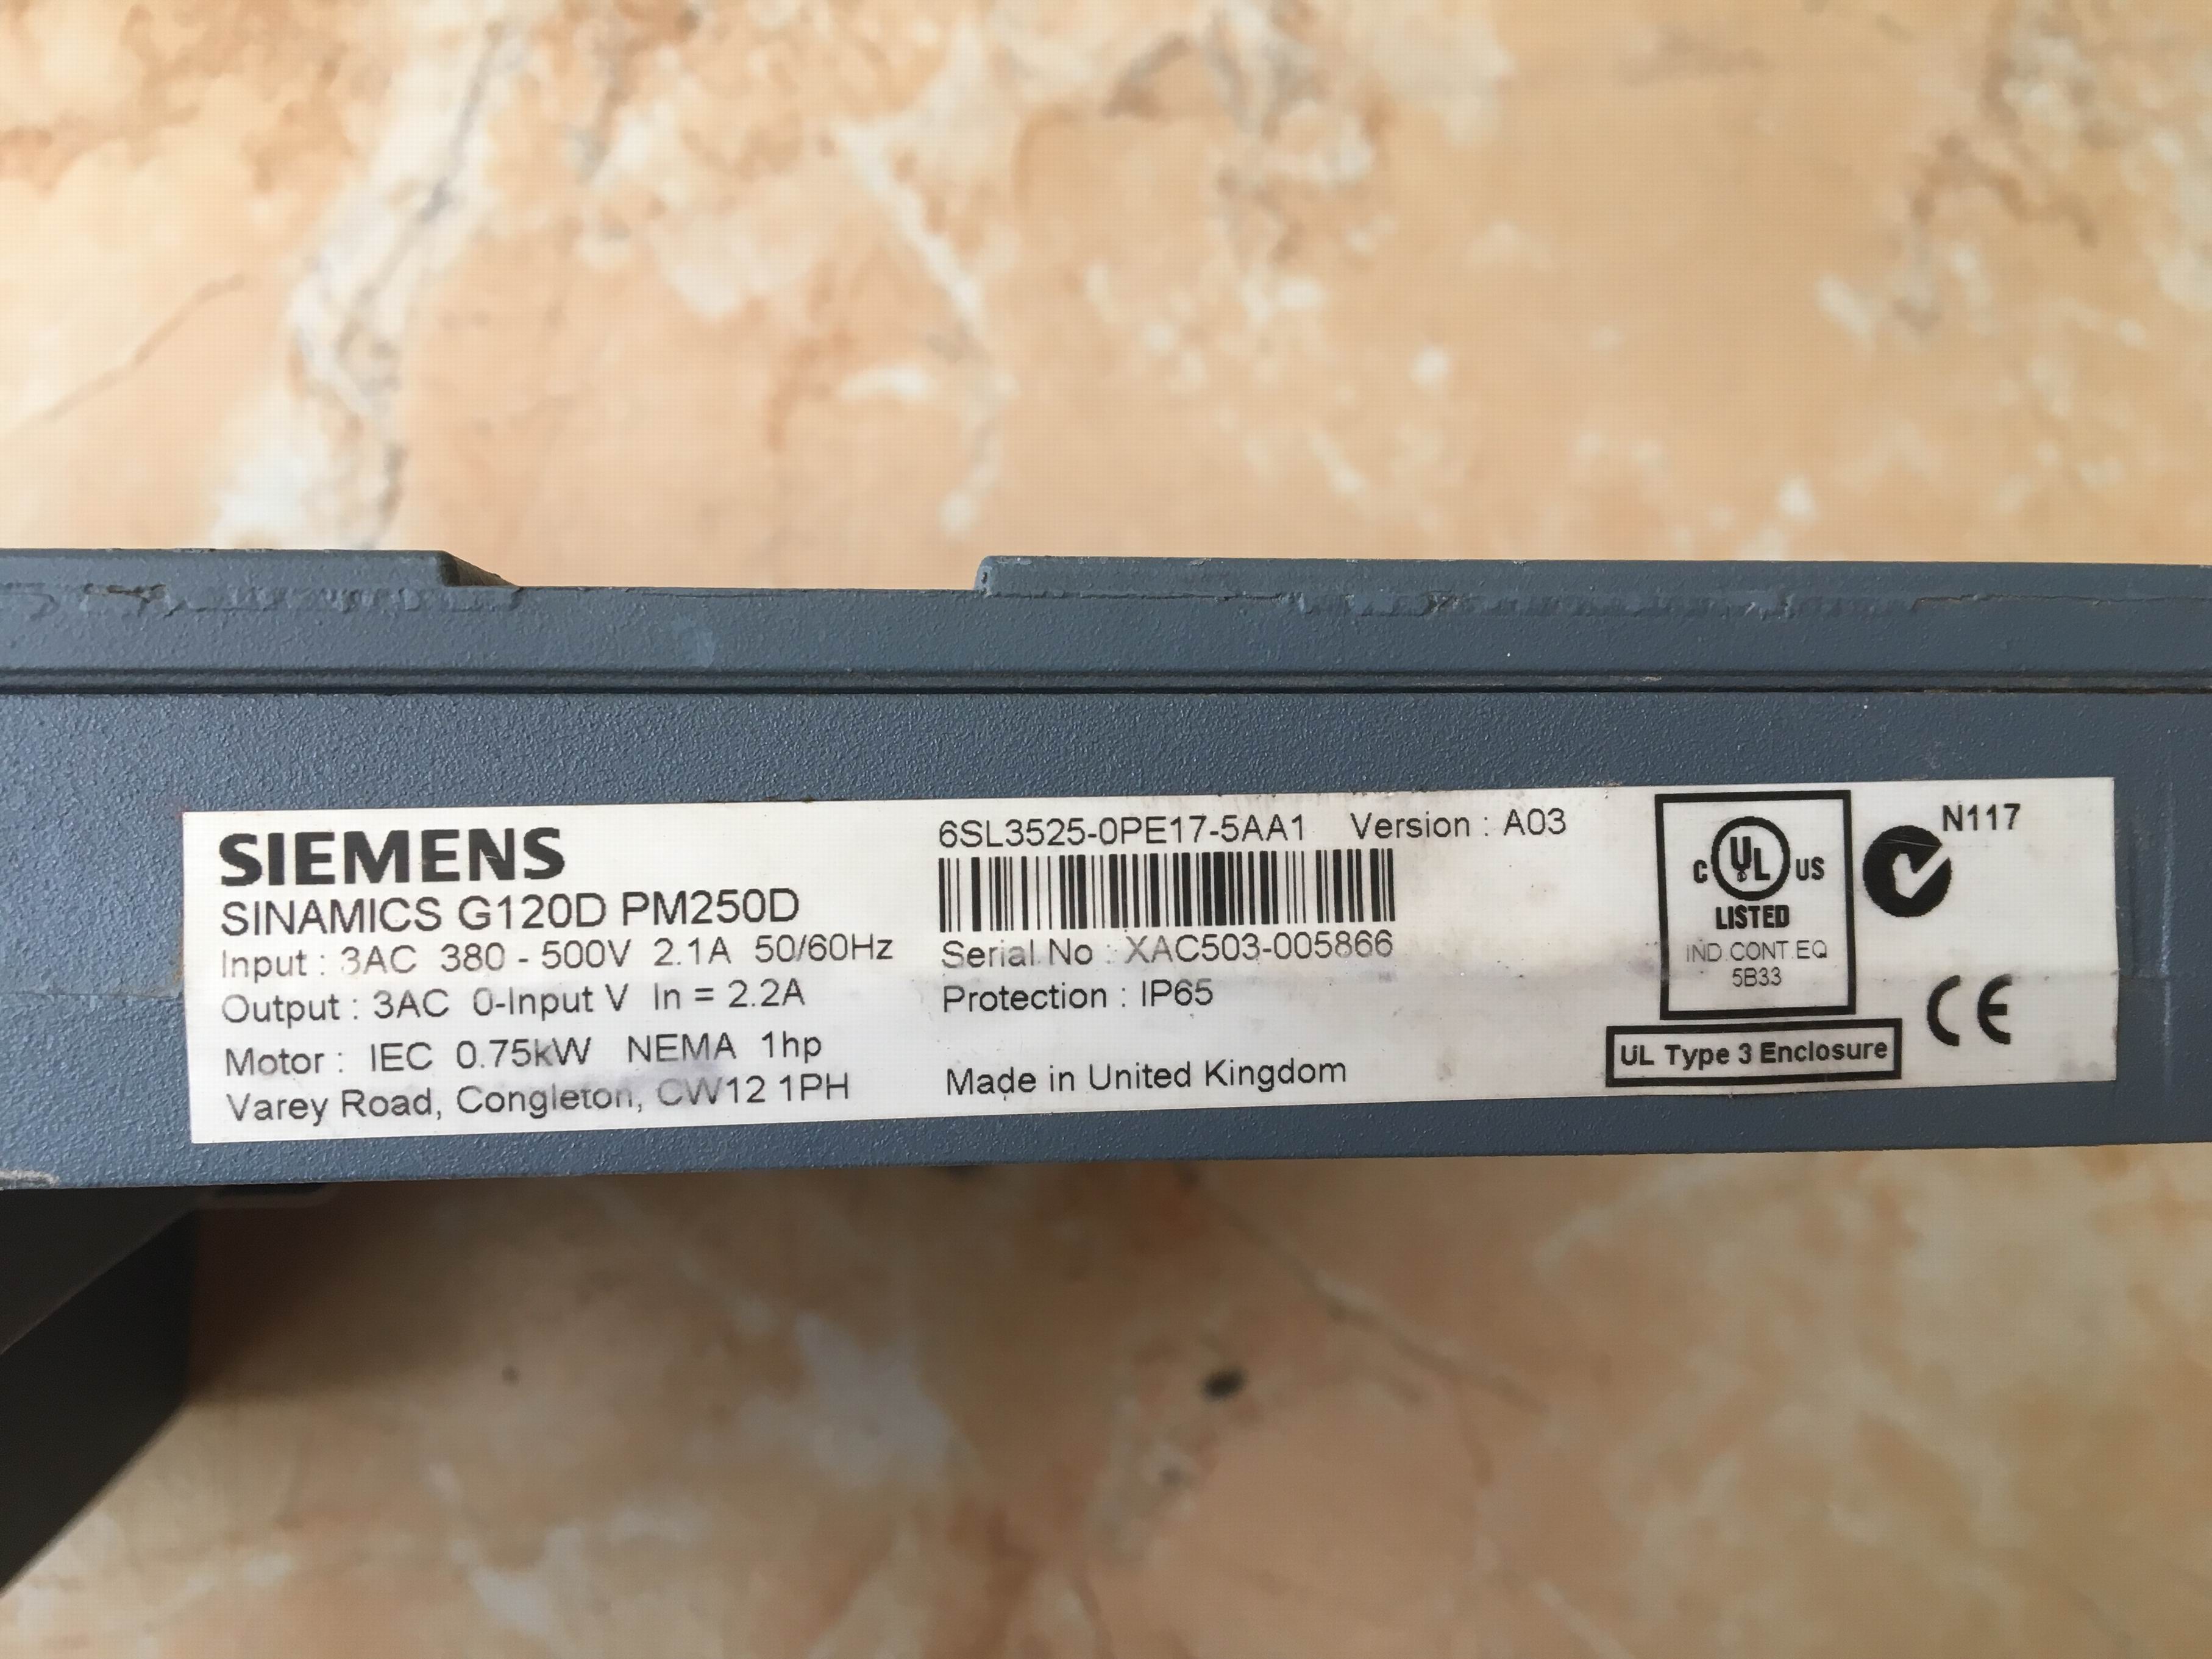 SIEMENS
SINAMICS G120D PM250D
Input : 3AC 380 - 500V 2.1A 50/60Hz
Output : 3AC 0-Input V In = 2.2A
Motor : IEC 0.75kW NEMA 1hp
Varey Road, Congleton, CW12 1PH
6SL3525-0PE17-5AA1 Version : A03
Serial No : XAC503-005866
Protection : IP65
Made in United Kingdom
C UL US
LISTED
IND.CONT.EQ
5B33
UL Type 3 Enclosure
N117
CE